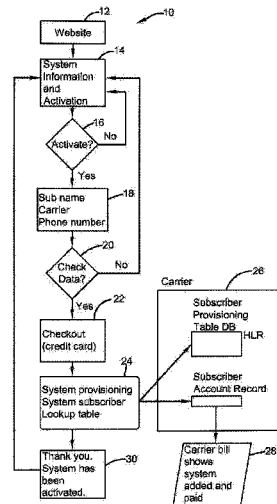 12
Website
10
14
System
Information
and
Activation
16
Activate?
No
Yes
18
Sub name
Carrier
Phone number
20
Check
Data?
No
Yes
22
Checkout
(credit card)
24
System provisioning
System subscriber
Lookup table
30
Thank you.
System has
been
activated.
26
Carrier
Subscriber
Provisioning
Table DB
HLR
Subscriber
Account Record
28
Carrier bill
shows
system
added and
paid